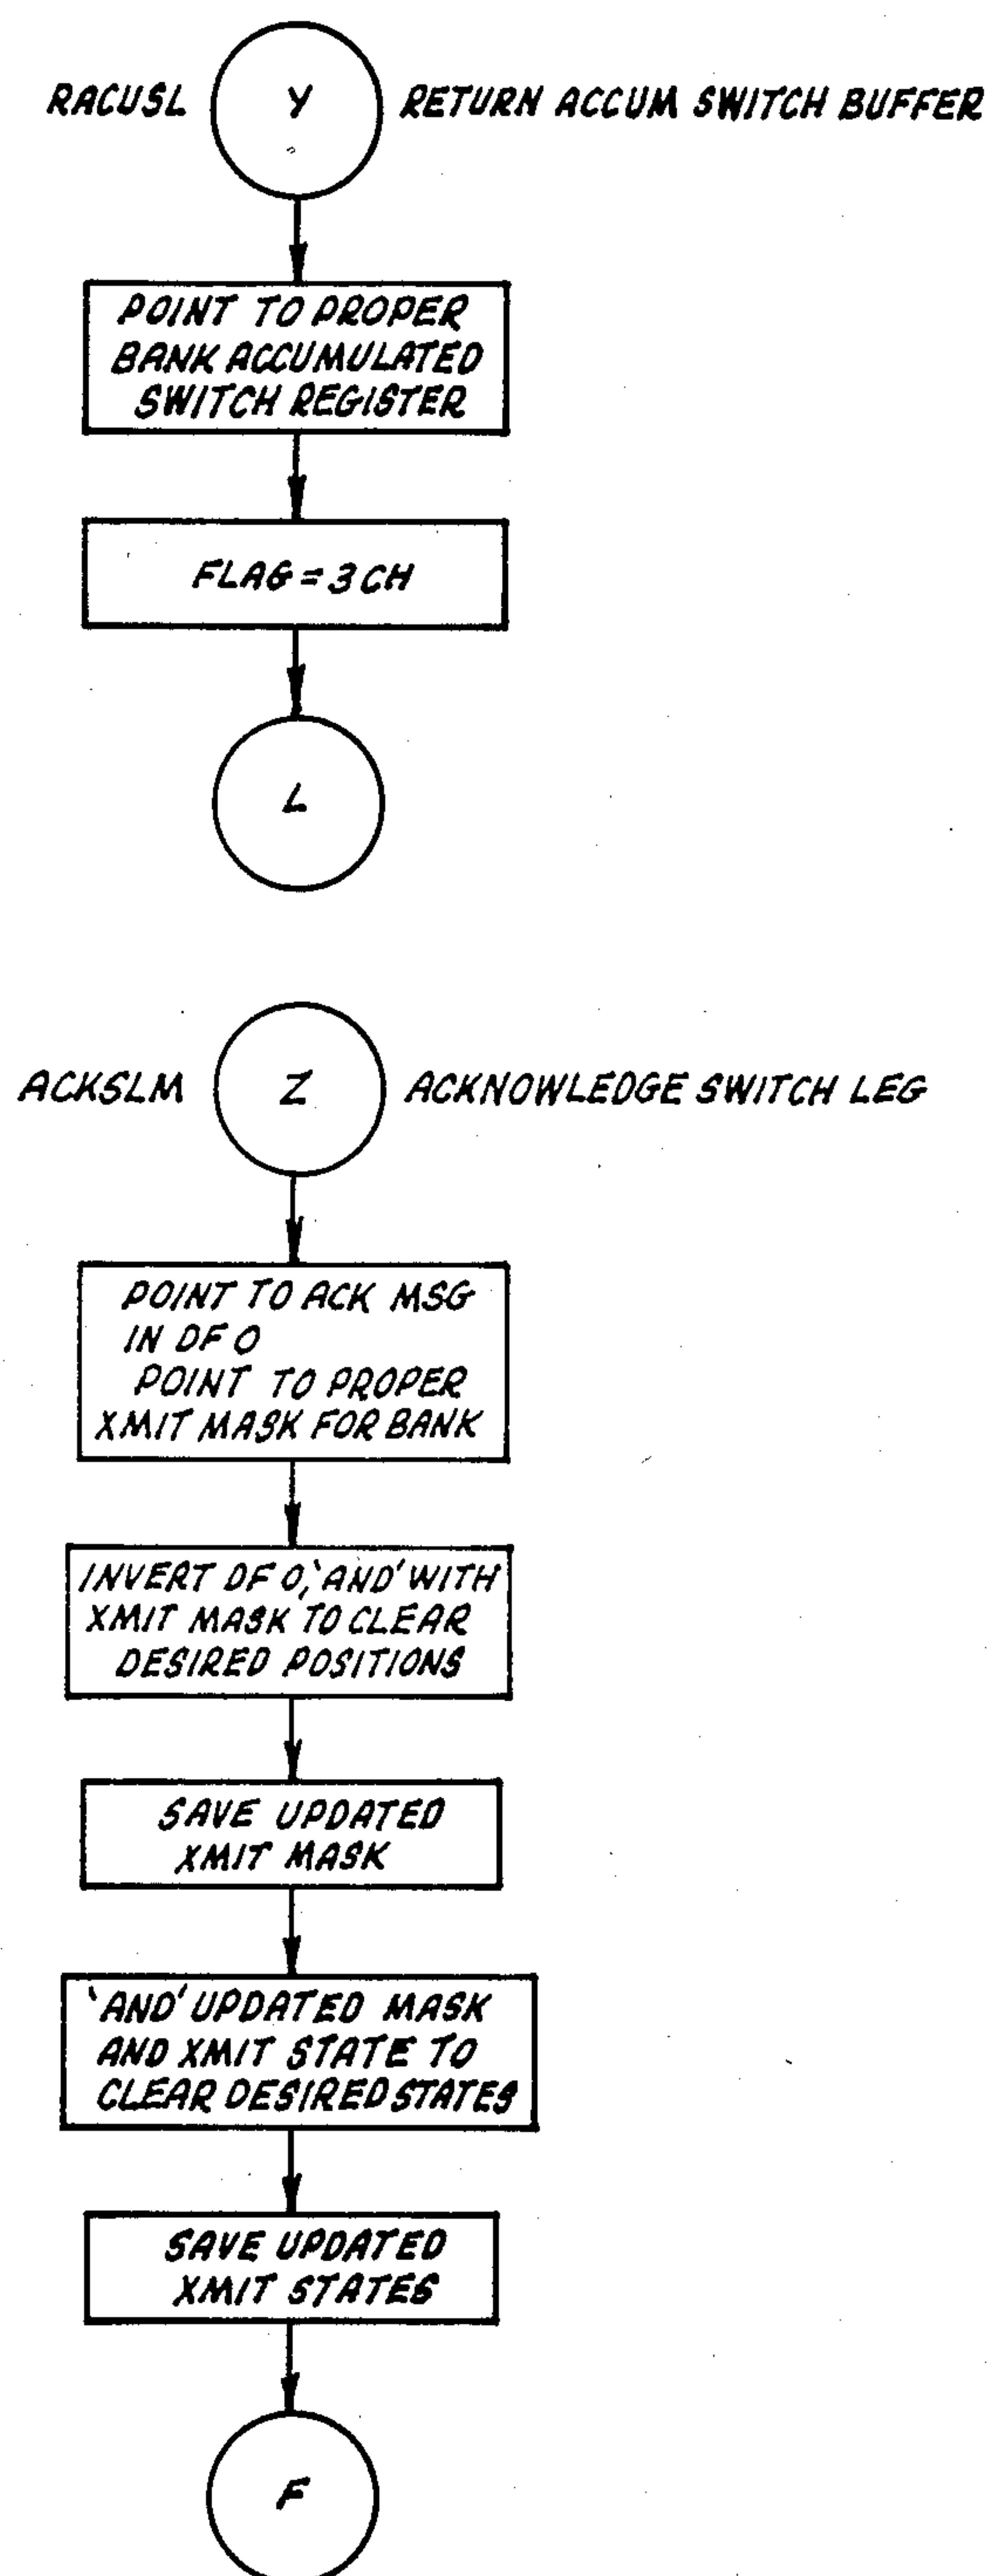 RACUSL Y RETURN ACCUM SWITCH BUFFER
POINT TO PROPER
BANK ACCUMULATED
SWITCH REGISTER
FLAG = 3CH
L
ACKSLM Z ACKNOWLEDGE SWITCH LEG
POINT TO ACK MSG
IN DF 0
POINT TO PROPER
XMIT MASK FOR BANK
INVERT DF 0, 'AND' WITH
XMIT MASK TO CLEAR
DESIRED POSITIONS
SAVE UPDATED
XMIT MASK
'AND' UPDATED MASK
AND XMIT STATE TO
CLEAR DESIRED STATES
SAVE UPDATED
XMIT STATES
F